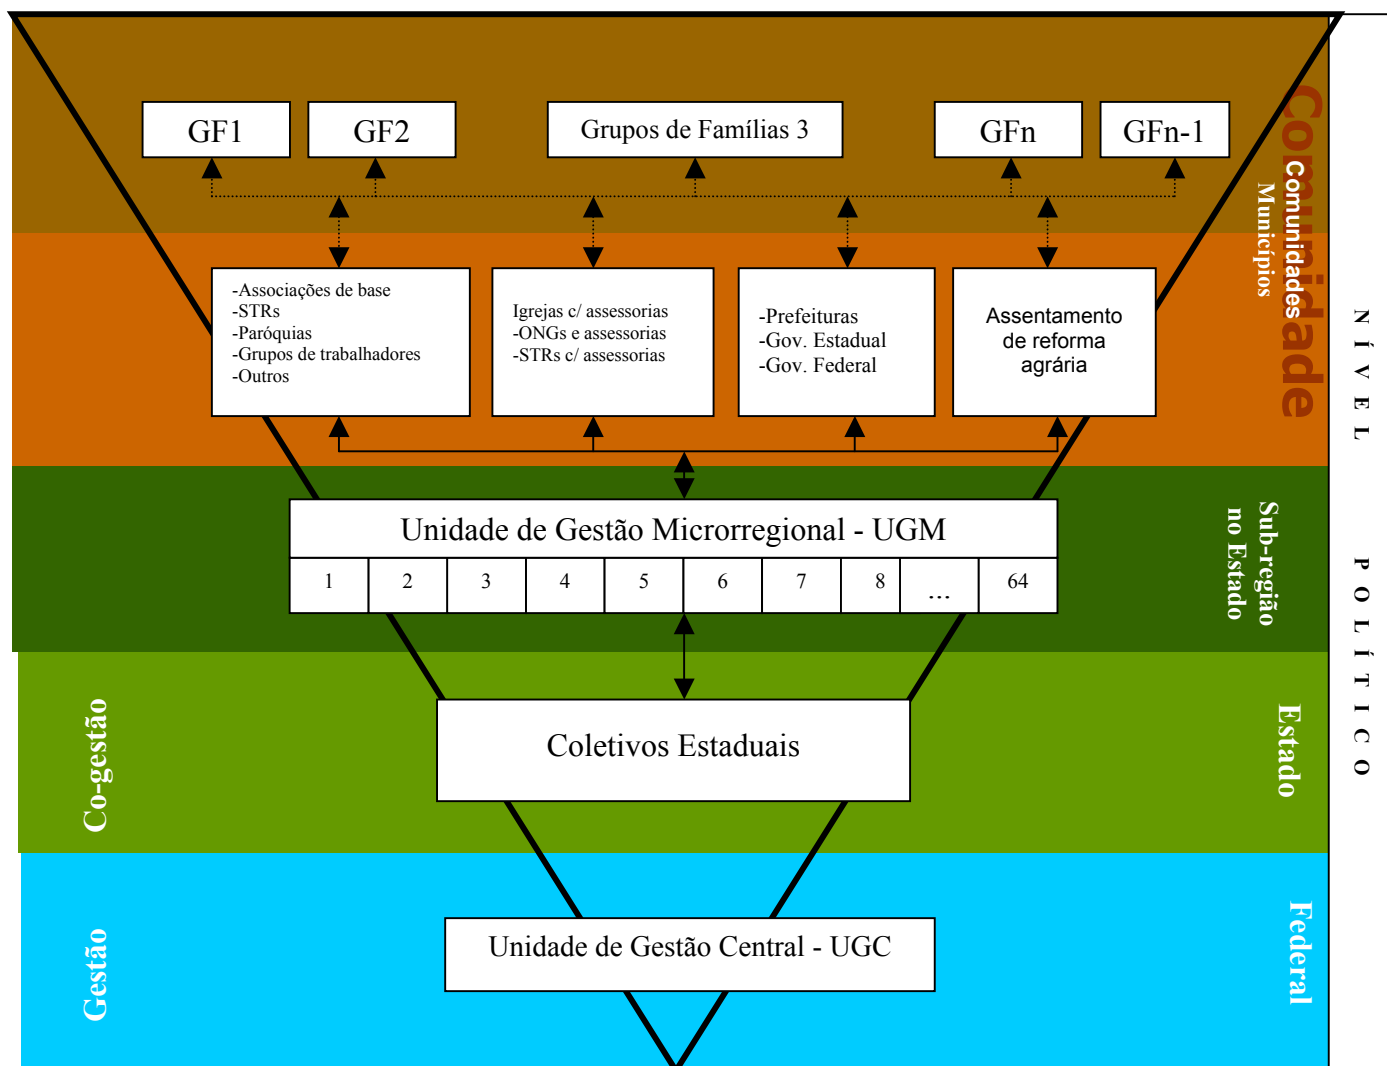 GF1
GF2
Grupos de Famílias 3
GFn
GFn-1
Comunidade
Comunidades
Municípios
-Associações de base
-STRs
-Paróquias
-Grupos de trabalhadores
-Outros
Igrejas c/ assessorias
-ONGs e assessorias
-STRs c/ assessorias
-Prefeituras
-Gov. Estadual
-Gov. Federal
Assentamento
de reforma
agrária
NÍVEL POLÍTICO
Unidade de Gestão Microrregional - UGM
1 2 3 4 5 6 7 8 ... 64
Sub-região
no Estado
Co-gestão
Coletivos Estaduais
Estado
Gestão
Unidade de Gestão Central - UGC
Federal